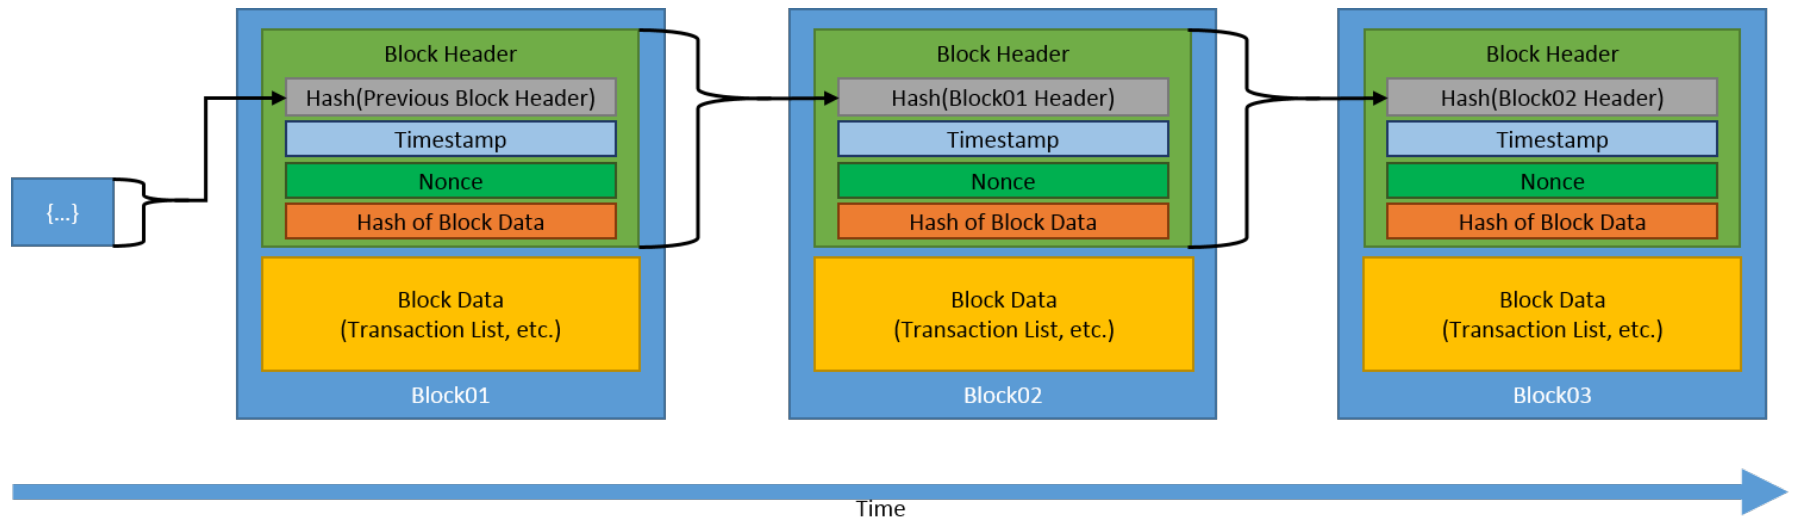 {...}
Block Header
Hash(Previous Block Header)
Timestamp
Nonce
Hash of Block Data
Block Data
(Transaction List, etc.)
Block01
Block Header
Hash(Block01 Header)
Timestamp
Nonce
Hash of Block Data
Block Data
(Transaction List, etc.)
Block02
Block Header
Hash(Block02 Header)
Timestamp
Nonce
Hash of Block Data
Block Data
(Transaction List, etc.)
Block03
Time